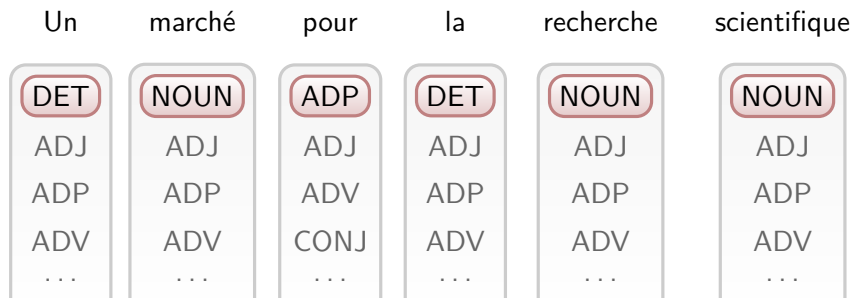 Un marché pour la recherche scientifique
DET NOUN ADP DET NOUN NOUN
ADJ ADJ ADJ ADJ ADJ ADJ
ADP ADP ADV ADP ADP ADP
ADV ADV CONJ ADV ADV ADV
... ... ... ... ... ...